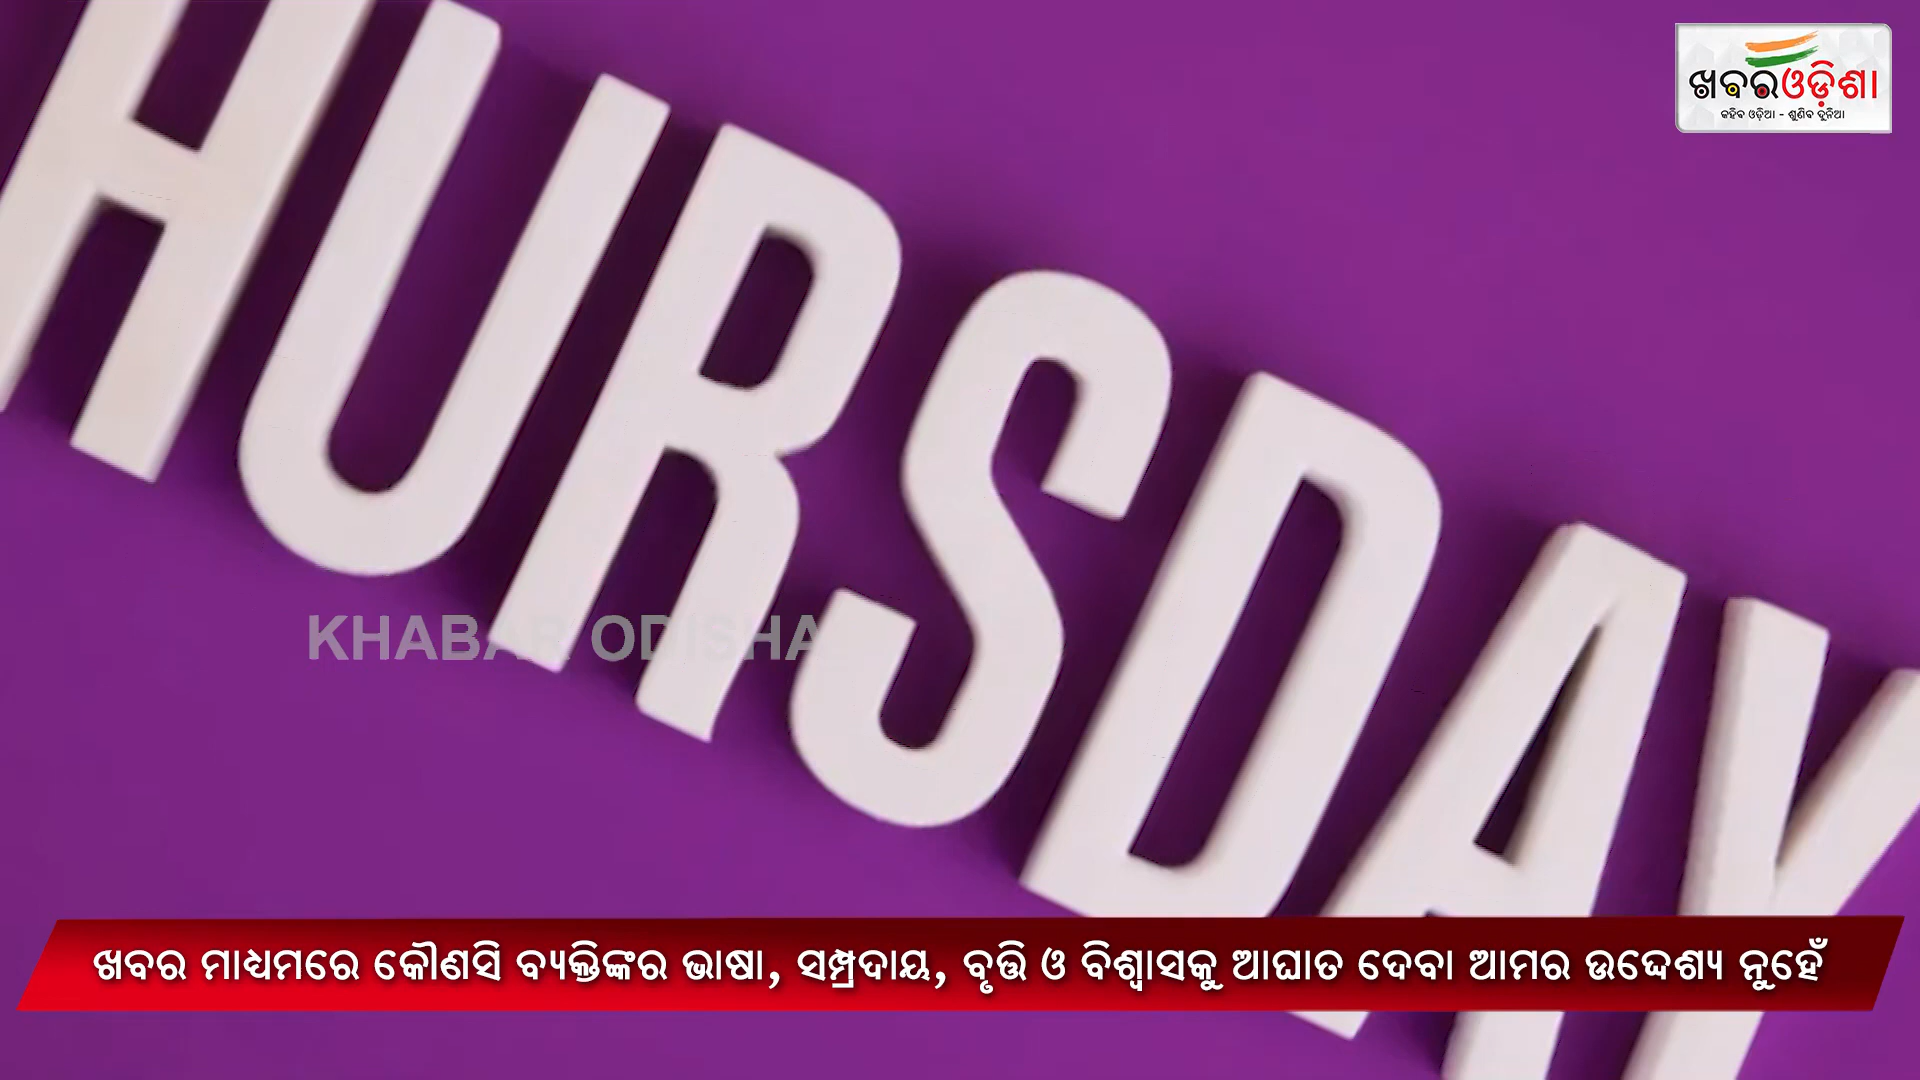 ଖବରଓଡ଼ିଶା
କହିବ ଓଡ଼ିଆ - ଶୁଣିବ ଦୁନିଆ
HURSDAY
KHABAR ODISHA
ଖବର ମାଧ୍ୟମରେ କୌଣସି ବ୍ୟକ୍ତିଙ୍କର ଭାଷା, ସମ୍ପ୍ରଦାୟ, ବୃତ୍ତି ଓ ବିଶ୍ୱାସକୁ ଆଘାତ ଦେବା ଆମର ଉଦ୍ଦେଶ୍ୟ ନୁହେଁ